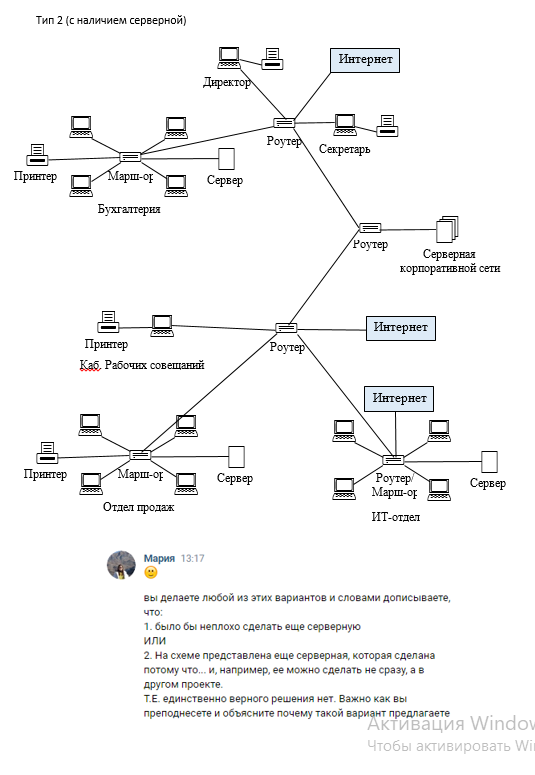 Тип 2 (с наличием серверной)
Интернет
Директор
Роутер
Секретарь
Принтер
Марш-ор
Сервер
Бухгалтерия
Роутер
Серверная
корпоративной сети
Принтер
Каб. Рабочих совещаний
Роутер
Интернет
Интернет
Принтер
Марш-ор
Сервер
Отдел продаж
Роутер/
Марш-ор
Сервер
ИТ-отдел
Мария 13:17
вы делаете любой из этих вариантов и словами дописываете,
что:
1. было бы неплохо сделать еще серверную
ИЛИ
2. На схеме представлена еще серверная, которая сделана
потому что... и, например, ее можно сделать не сразу, а в
другом проекте.
Т.Е. единственно верного решения нет. Важно как вы
преподнесете и объясните почему такой вариант предлагаете
Активация Window
Чтобы активировать Wi